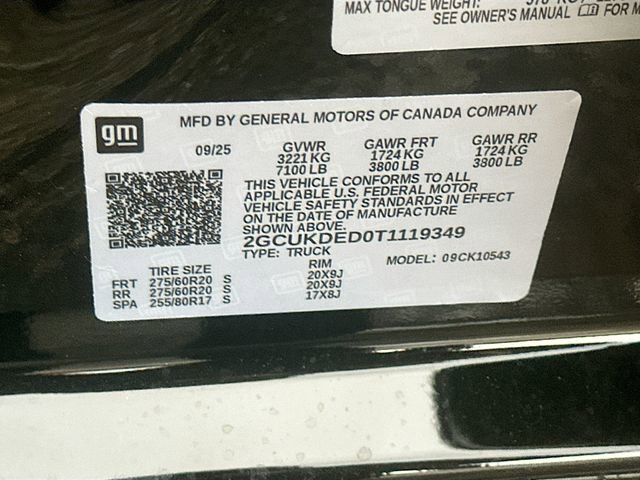 MAX TONGUE WEIGHT:
SEE OWNER'S MANUAL FOR
gm
MFD BY GENERAL MOTORS OF CANADA COMPANY
09/25 GVWR GAWR FRT GAWR RR
3221 KG 1724 KG 1724 KG
7100 LB 3800 LB 3800 LB
THIS VEHICLE CONFORMS TO ALL
APPLICABLE U.S. FEDERAL MOTOR
VEHICLE SAFETY STANDARDS IN EFFECT
ON THE DATE OF MANUFACTURE
SHOWN ABOVE.
2GCUKDED0T1119349
TYPE: TRUCK MODEL: 09CK10543
TIRE SIZE RIM
FRT 275/60R20 S 20X9J
RR 275/60R20 S 20X9J
SPA 255/80R17 S 17X8J